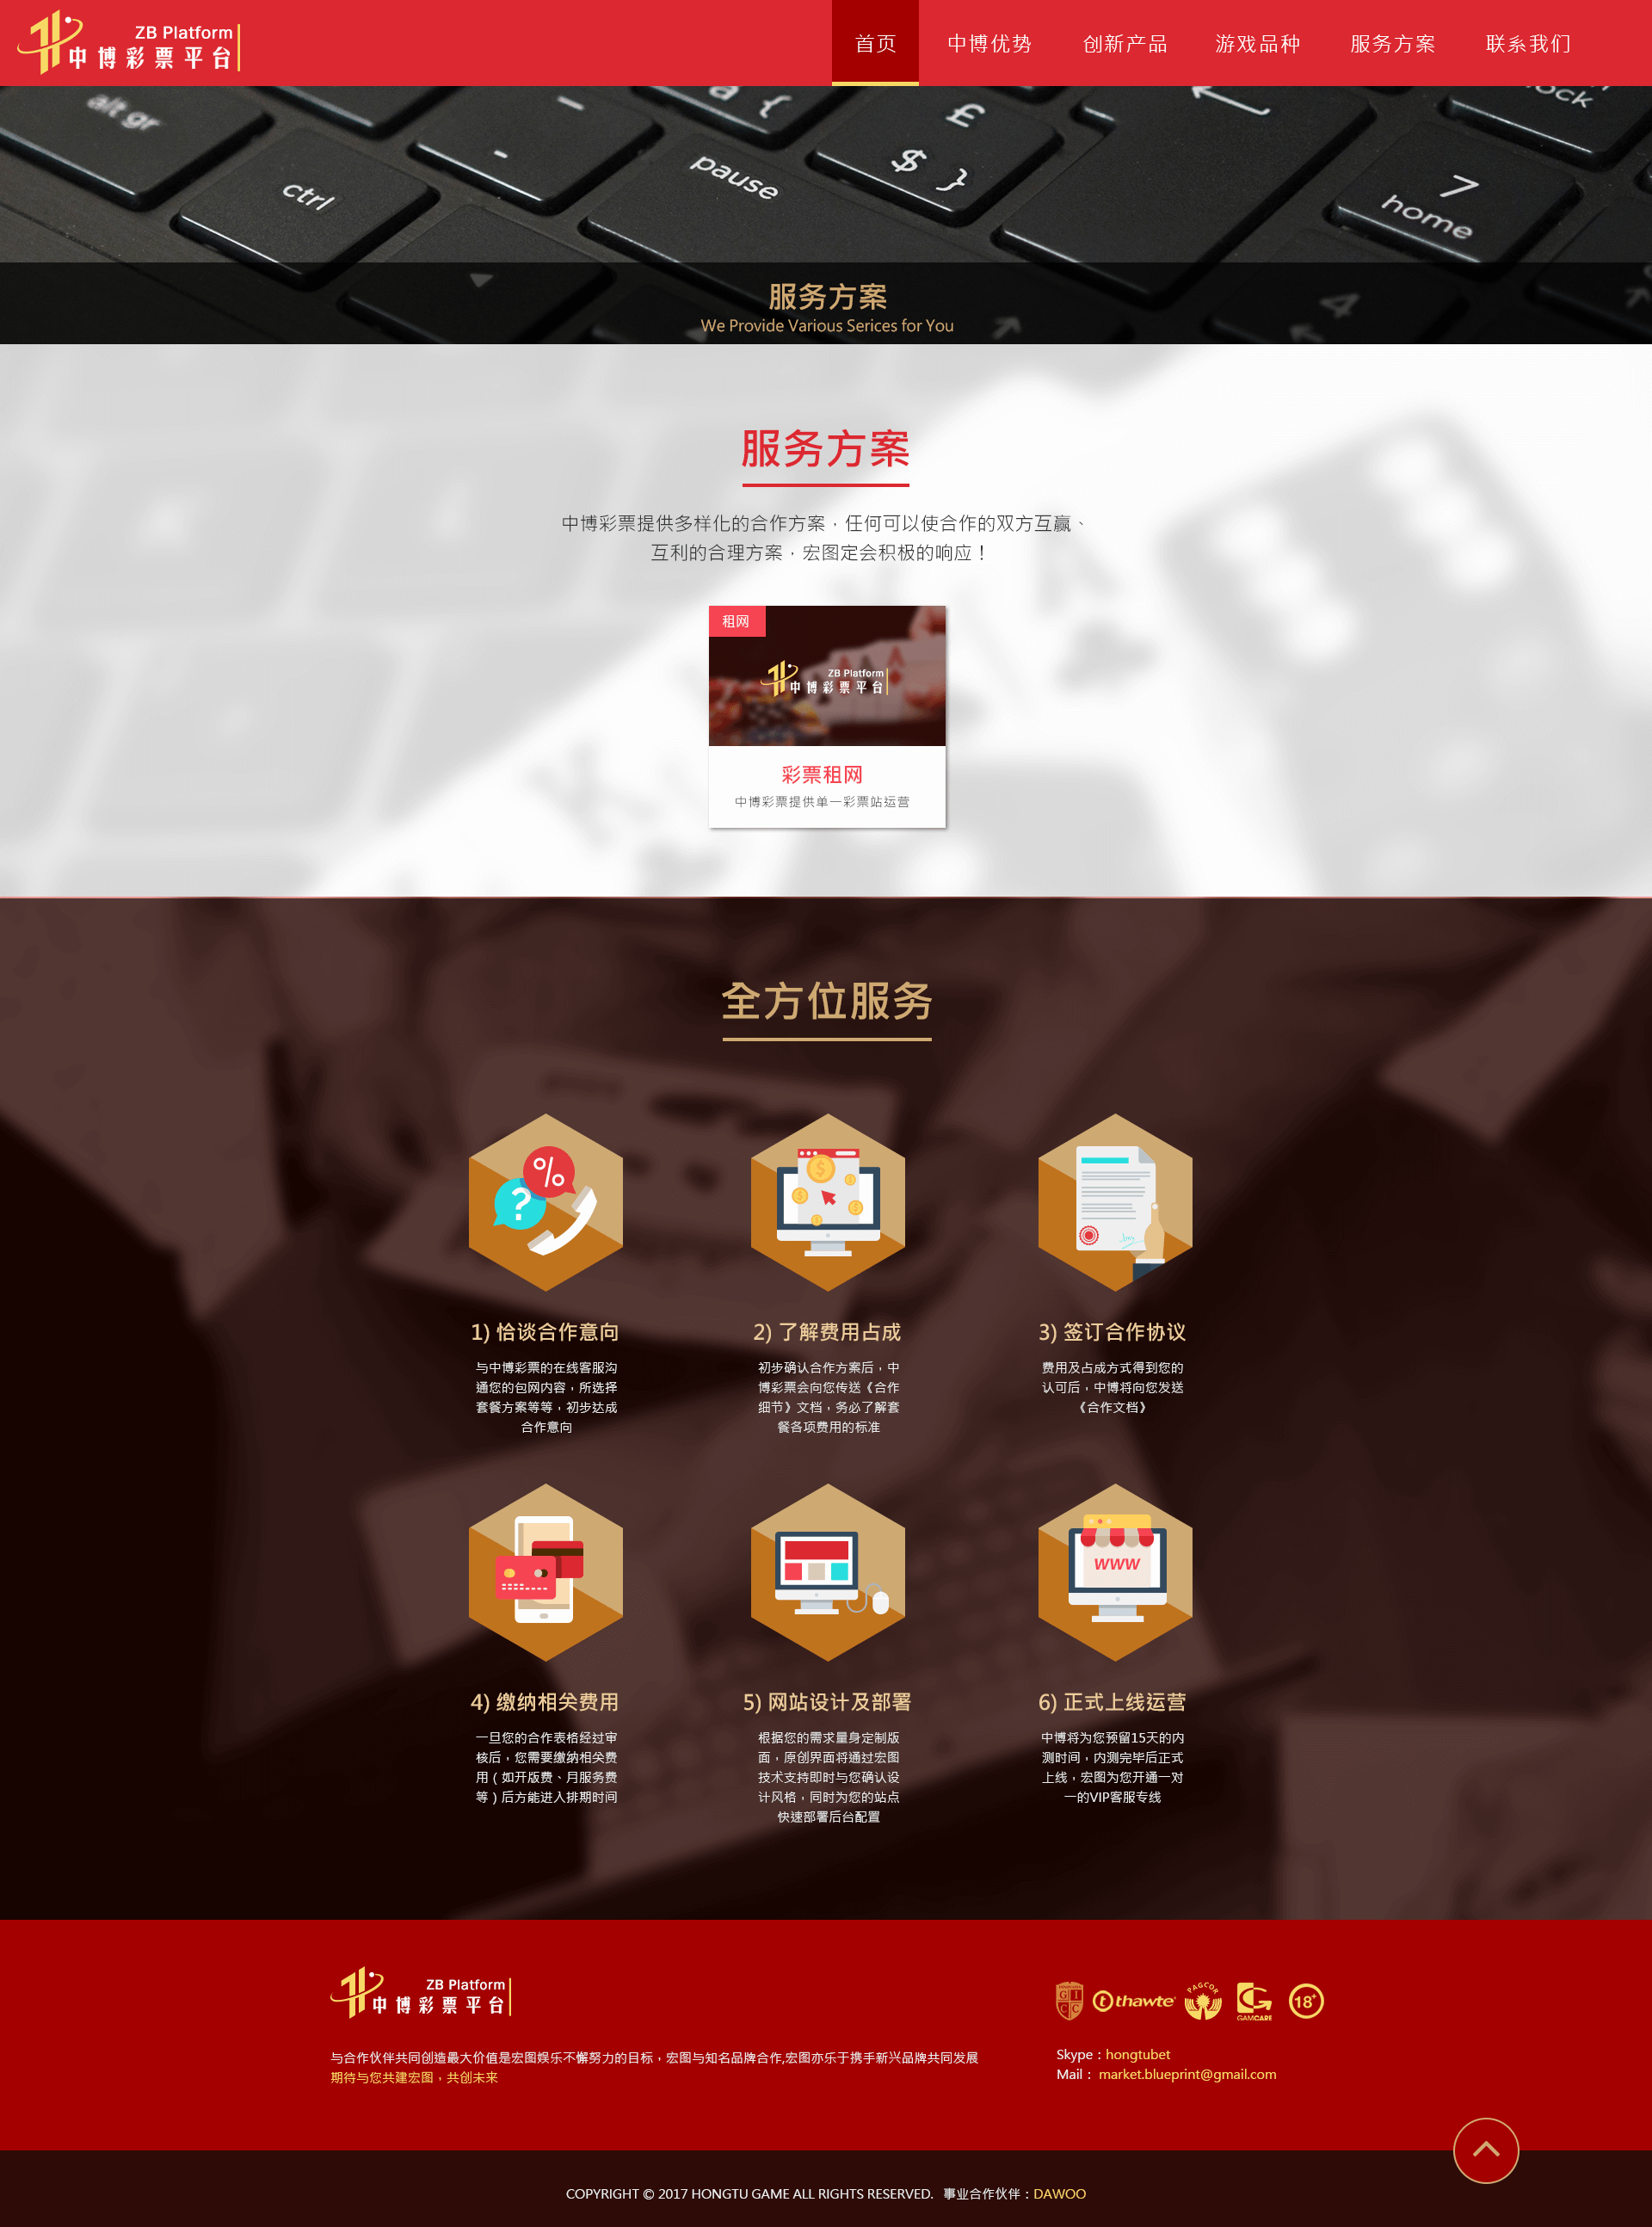 ZB Platform
中博彩票平台
首页
中博优势
创新产品
游戏品种
服务方案
联系我们
alt gr
ctrl
-
pause
{
£
$ }
7
home
lock
4
服务方案
We Provide Various Serices for You
服务方案
中博彩票提供多样化的合作方案，任何可以使合作的双方互赢、
互利的合理方案，宏图定会积极的响应！
租网
ZB Platform
中博彩票平台
彩票租网
中博彩票提供单一彩票站运营
全方位服务
1) 恰谈合作意向
与中博彩票的在线客服沟
通您的包网内容，所选择
套餐方案等等，初步达成
合作意向
2) 了解费用占成
初步确认合作方案后，中
博彩票会向您传送《合作
细节》文档，务必了解套
餐各项费用的标准
3) 签订合作协议
费用及占成方式得到您的
认可后，中博将向您发送
《合作文档》
4) 缴纳相关费用
一旦您的合作表格经过审
核后，您需要缴纳相关费
用（如开版费、月服务费
等）后方能进入排期时间
5) 网站设计及部署
根据您的需求量身定制版
面，原创界面将通过宏图
技术支持即时与您确认设
计风格，同时为您的站点
快速部署后台配置
WWW
6) 正式上线运营
中博将为您预留15天的内
测时间，内测完毕后正式
上线，宏图为您开通一对
一的VIP客服专线
ZB Platform
中博彩票平台
与合作伙伴共同创造最大价值是宏图娱乐不懈努力的目标，宏图与知名品牌合作,宏图亦乐于携手新兴品牌共同发展
期待与您共建宏图，共创未来
GICC
thawte
PAGCOR
GAMCARE
18+
Skype：hongtubet
Mail： market.blueprint@gmail.com
COPYRIGHT © 2017 HONGTU GAME ALL RIGHTS RESERVED. 事业合作伙伴：DAWOO